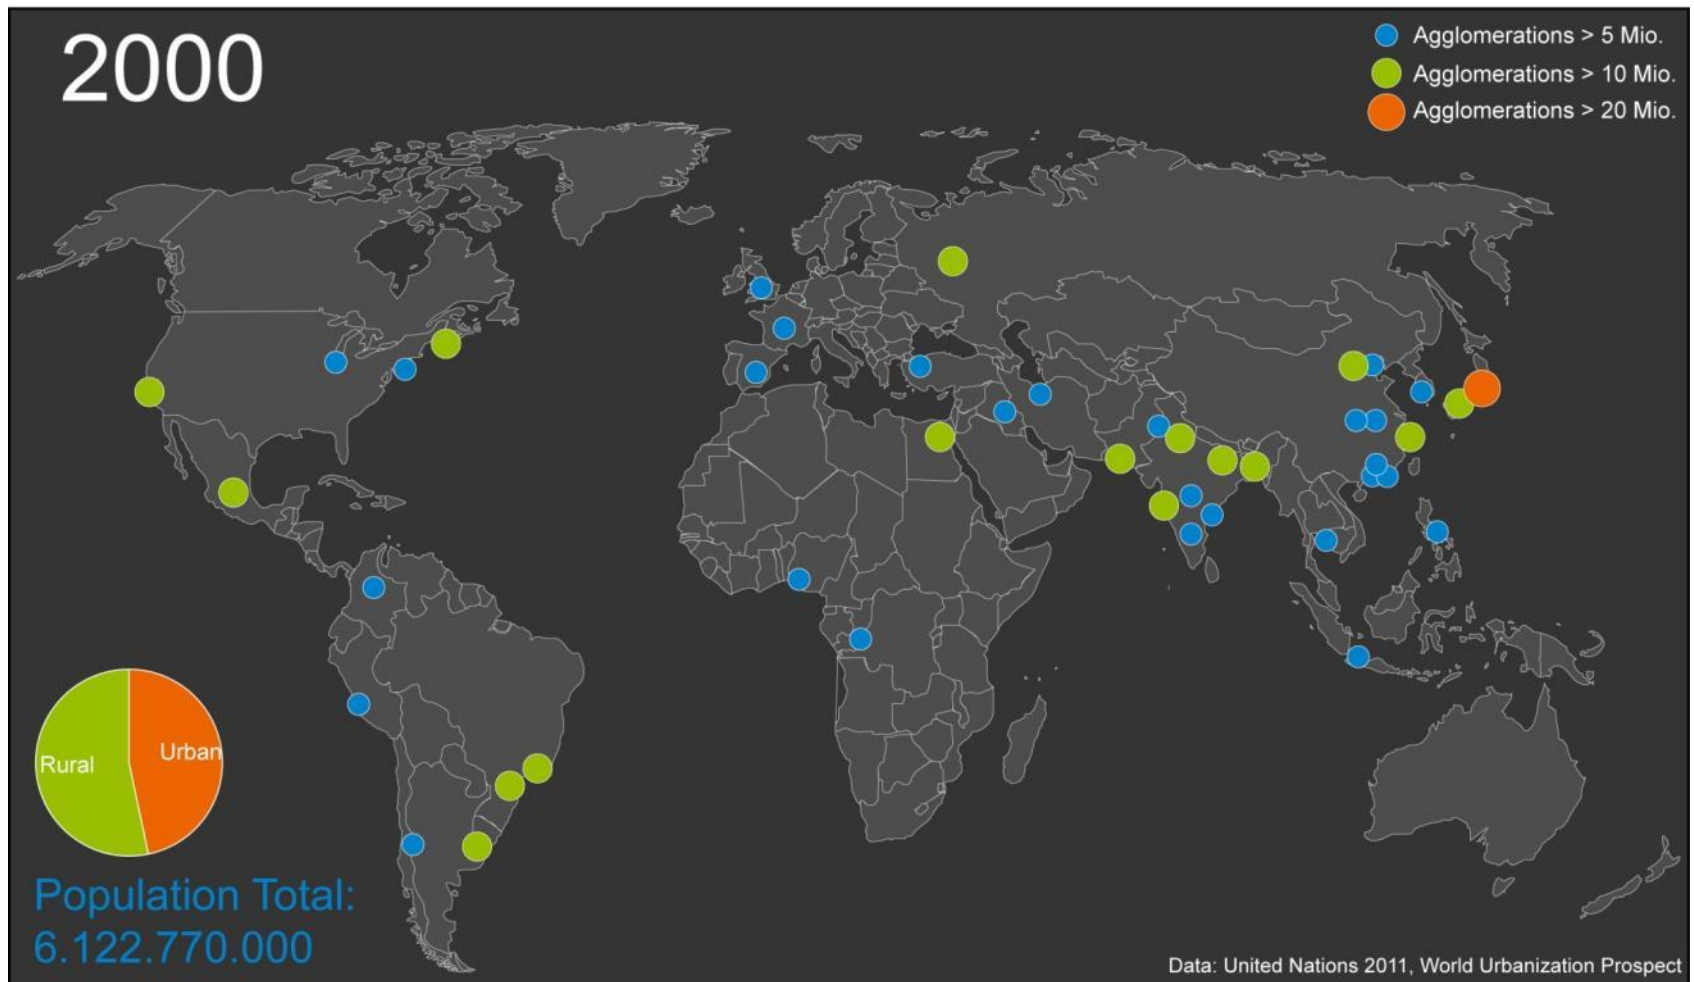 2000
Agglomerations > 5 Mio.
Agglomerations > 10 Mio.
Agglomerations > 20 Mio.
Rural
Urban
Population Total:
6.122.770.000
Data: United Nations 2011, World Urbanization Prospect